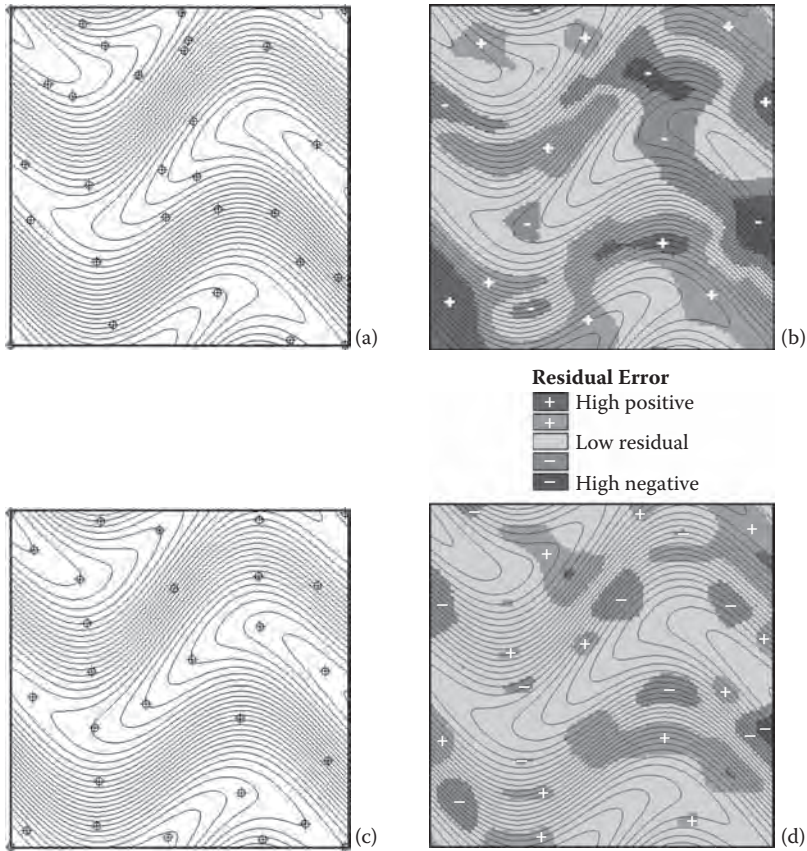 (a)
(b)
Residual Error
+ High positive
+
Low residual
−
− High negative
(c)
(d)